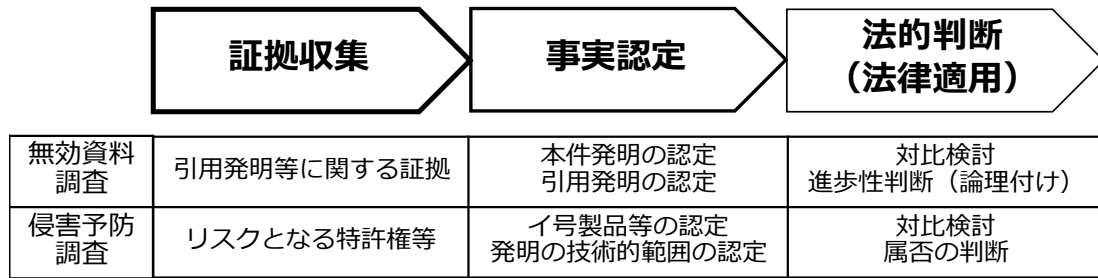 証拠収集
事実認定
法的判断
（法律適用）
無効資料
調査
引用発明等に関する証拠
本件発明の認定
引用発明の認定
対比検討
進歩性判断（論理付け）
侵害予防
調査
リスクとなる特許権等
イ号製品等の認定
発明の技術的範囲の認定
対比検討
属否の判断